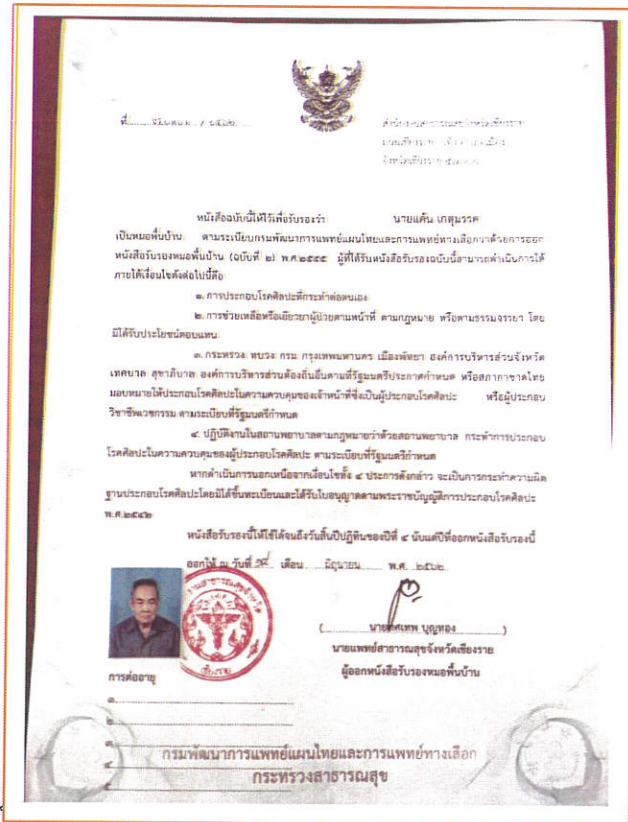 ที่
หนังสือฉบับนี้ให้ไว้เพื่อรับรองว่า นายแค้น เกตุมรรค
เป็นหมอพื้นบ้าน ตามระเบียบกรมพัฒนาการแพทย์แผนไทยและการแพทย์ทางเลือกว่าด้วยการออก
หนังสือรับรองหมอพื้นบ้าน (ฉบับที่ ๒) พ.ศ.๒๕๕๕ ผู้ที่ได้รับหนังสือรับรองฉบับนี้สามารถดำเนินการได้
ภายใต้เงื่อนไขดังต่อไปนี้คือ
๑. การประกอบโรคศิลปะที่กระทำต่อตนเอง
๒. การช่วยเหลือหรือเยียวยาผู้ป่วยตามหน้าที่ ตามกฎหมาย หรือตามธรรมจรรยา โดย
มิได้รับประโยชน์ตอบแทน
๓. กระทรวง ทบวง กรม กรุงเทพมหานคร เมืองพัทยา องค์การบริหารส่วนจังหวัด
เทศบาล สุขาภิบาล องค์การบริหารส่วนท้องถิ่นอื่นตามที่รัฐมนตรีประกาศกำหนด หรือสภากาชาดไทย
มอบหมายให้ประกอบโรคศิลปะในความควบคุมของเจ้าหน้าที่ซึ่งเป็นผู้ประกอบโรคศิลปะ หรือผู้ประกอบ
วิชาชีพเวชกรรม ตามระเบียบที่รัฐมนตรีกำหนด
๔. ปฏิบัติงานในสถานพยาบาลตามกฎหมายว่าด้วยสถานพยาบาล กระทำการประกอบ
โรคศิลปะในความควบคุมของผู้ประกอบโรคศิลปะ ตามระเบียบที่รัฐมนตรีกำหนด
หากดำเนินการนอกเหนือจากเงื่อนไขทั้ง ๔ ประการดังกล่าว จะเป็นการกระทำความผิด
ฐานประกอบโรคศิลปะโดยมิได้ขึ้นทะเบียนและได้รับใบอนุญาตตามพระราชบัญญัติการประกอบโรคศิลปะ
พ.ศ.๒๕๔๒
หนังสือรับรองนี้ให้ใช้ได้จนถึงวันสิ้นปีปฏิทินของปีที่ ๔ นับแต่ปีที่ออกหนังสือรับรองนี้
ออกให้ ณ วันที่ เดือน มิถุนายน พ.ศ. ๒๕๖๒
บุญทอง
นายแพทย์สาธารณสุขจังหวัดเชียงราย
ผู้ออกหนังสือรับรองหมอพื้นบ้าน
การต่ออายุ
๑
๒
๓
๔
๕
กรมพัฒนาการแพทย์แผนไทยและการแพทย์ทางเลือก
กระทรวงสาธารณสุข